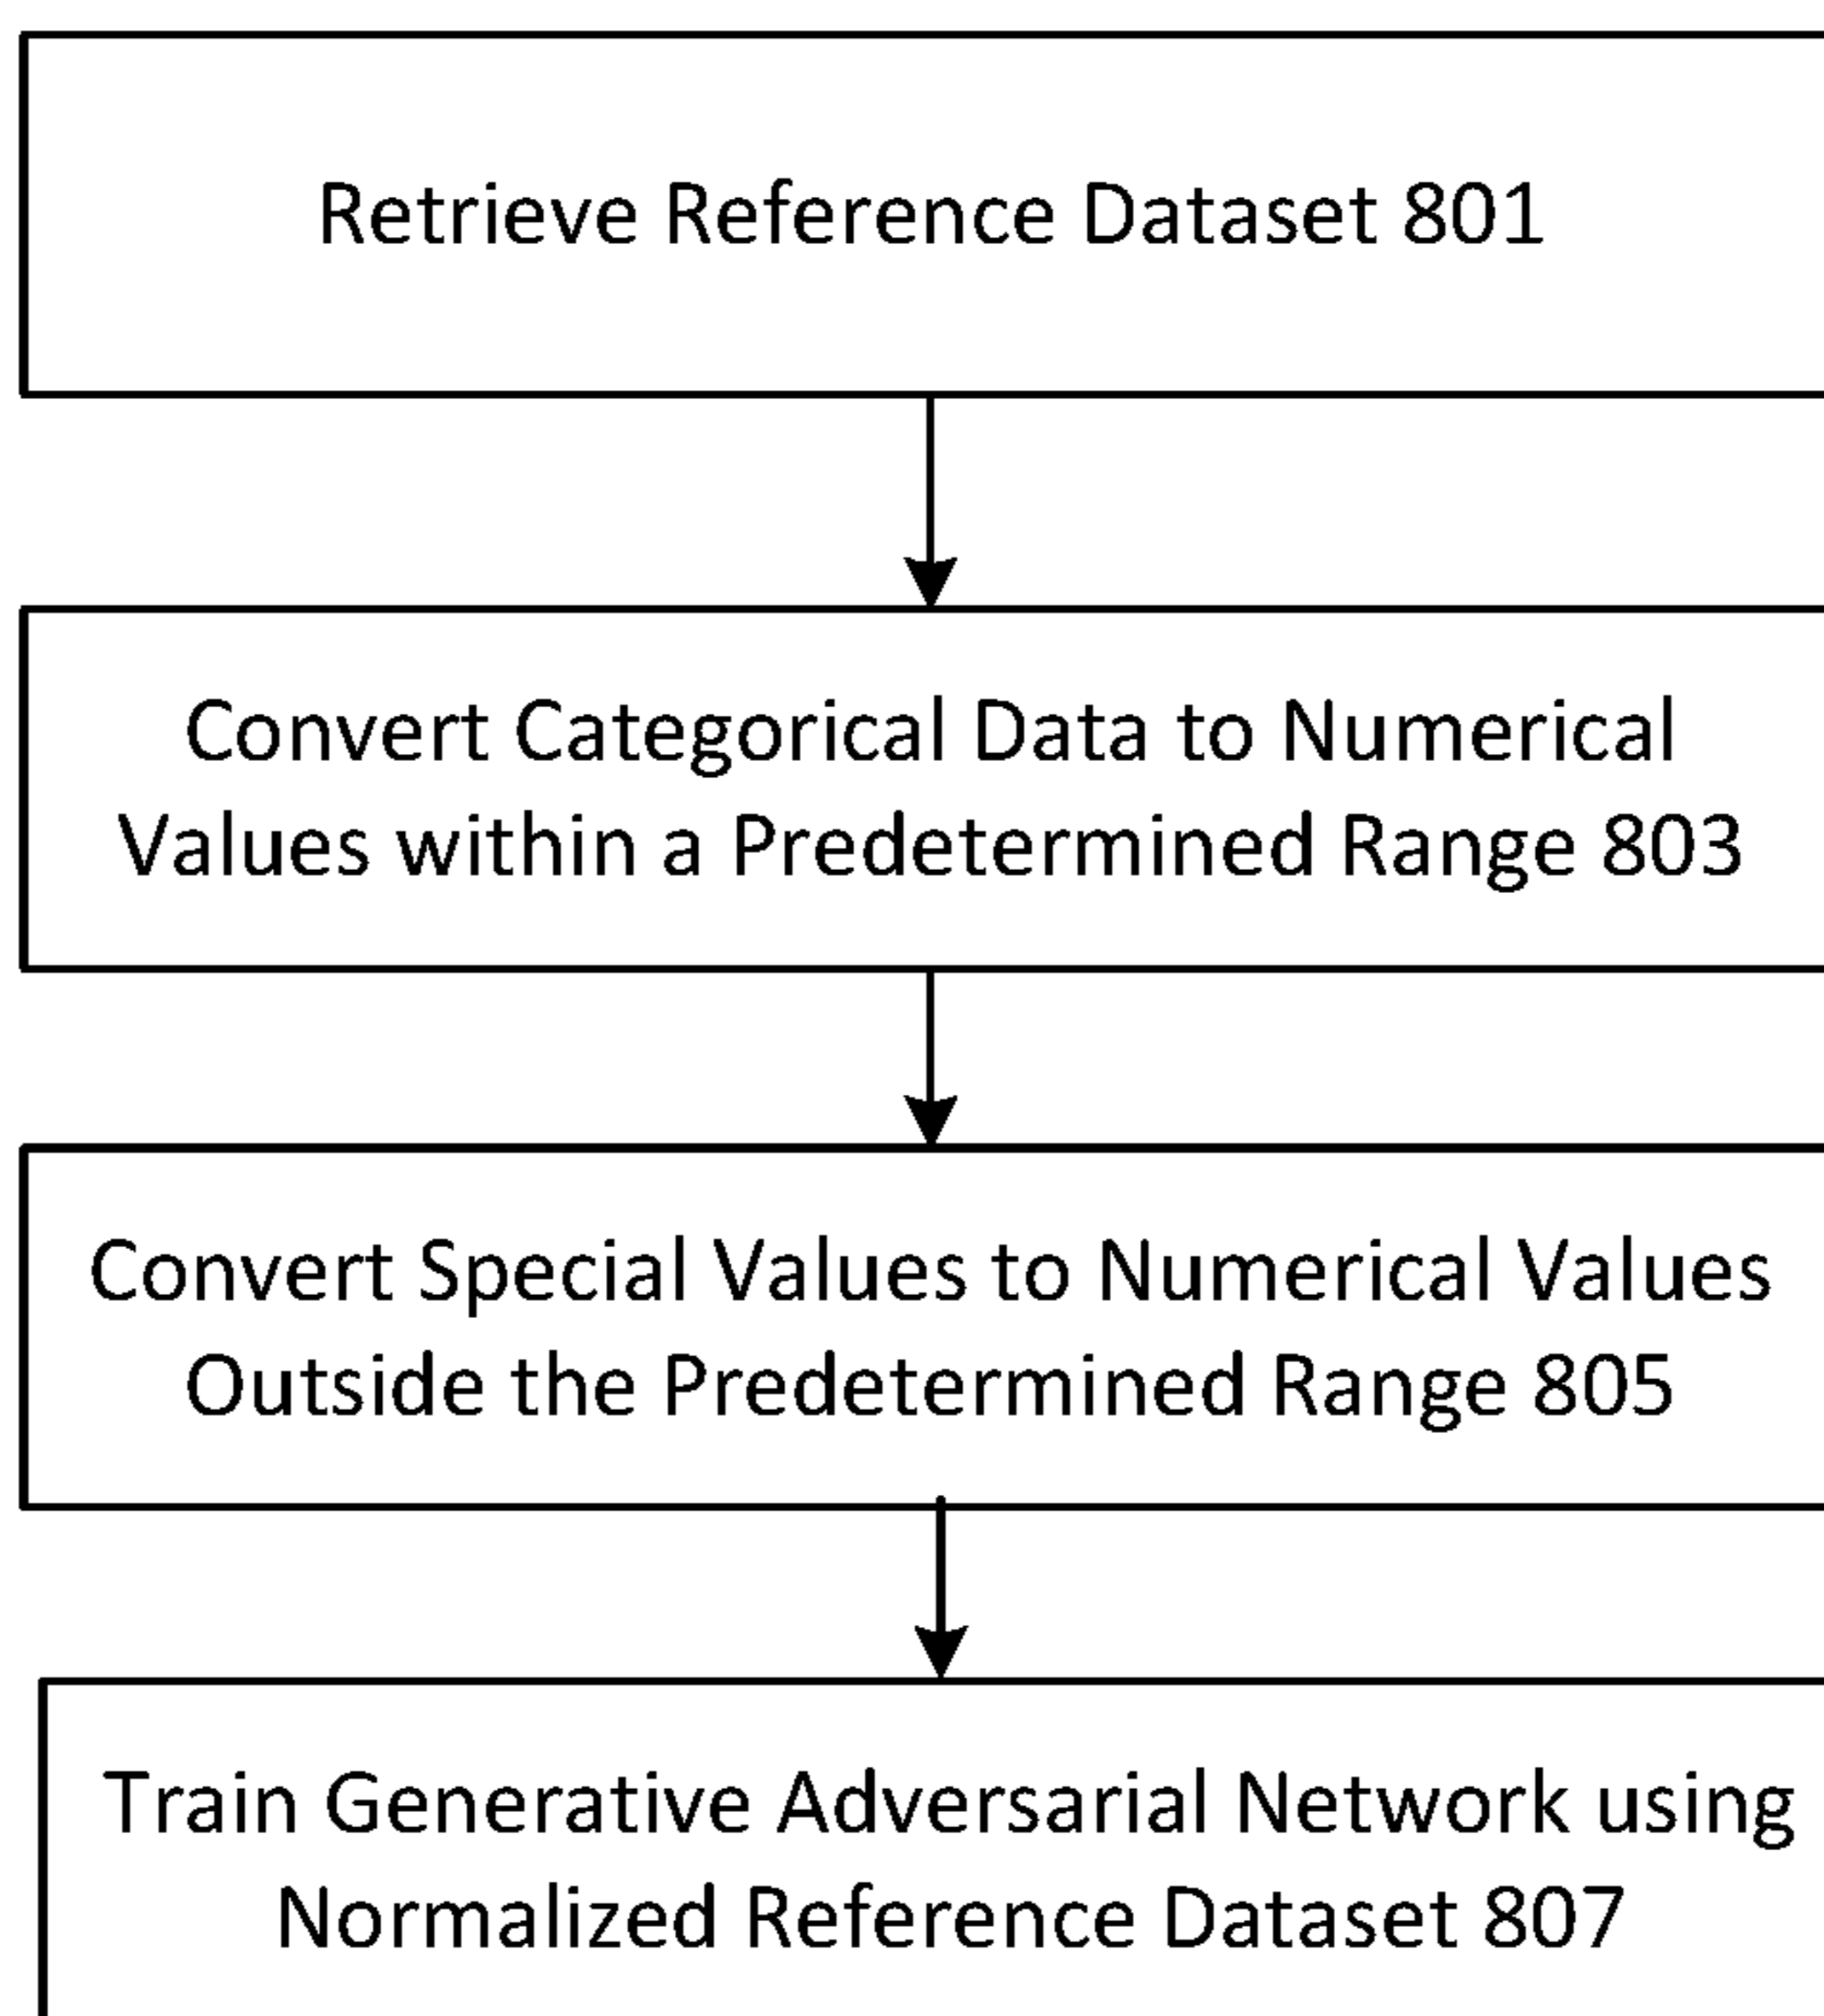 Retrieve Reference Dataset 801
Convert Categorical Data to Numerical
Values within a Predetermined Range 803
Convert Special Values to Numerical Values
Outside the Predetermined Range 805
Train Generative Adversarial Network using
Normalized Reference Dataset 807